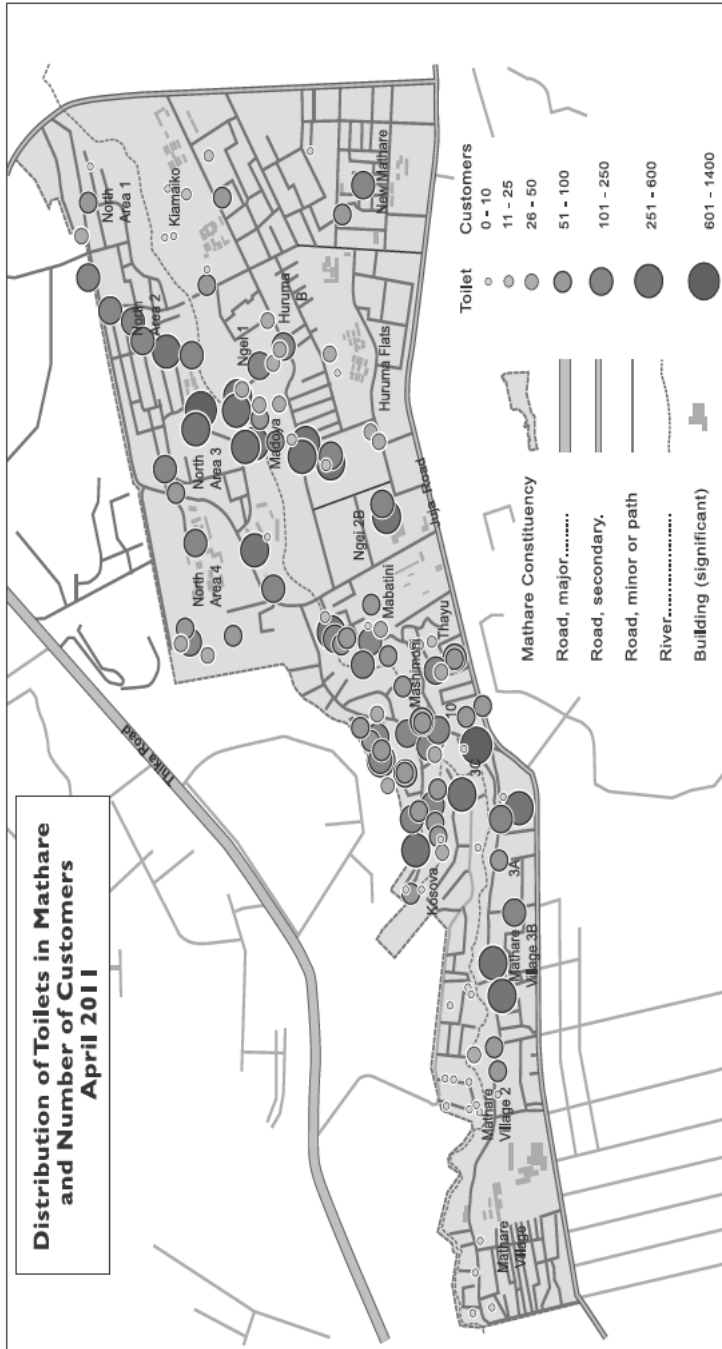 Distribution of Toilets in Mathare
and Number of Customers
April 2011
Thika Road
North
Area 1
Kiamaiko
North
Area 2
New Mathare
Huruma
B
Ngei 1
Huruma Flats
North
Area 3
Madoya
North
Area 4
Ngei 2B
Juja Road
Mabatini
Thayu
Mashimoni
10
3C
Kosova
3A
Mathare
Village 3B
Mathare
Village 2
Mathare
Village
Mathare Constituency
Road, major..........
Road, secondary.
Road, minor or path
River....................
Building (significant)
Toilet Customers
0 - 10
11 - 25
26 - 50
51 - 100
101 - 250
251 - 600
601 - 1400